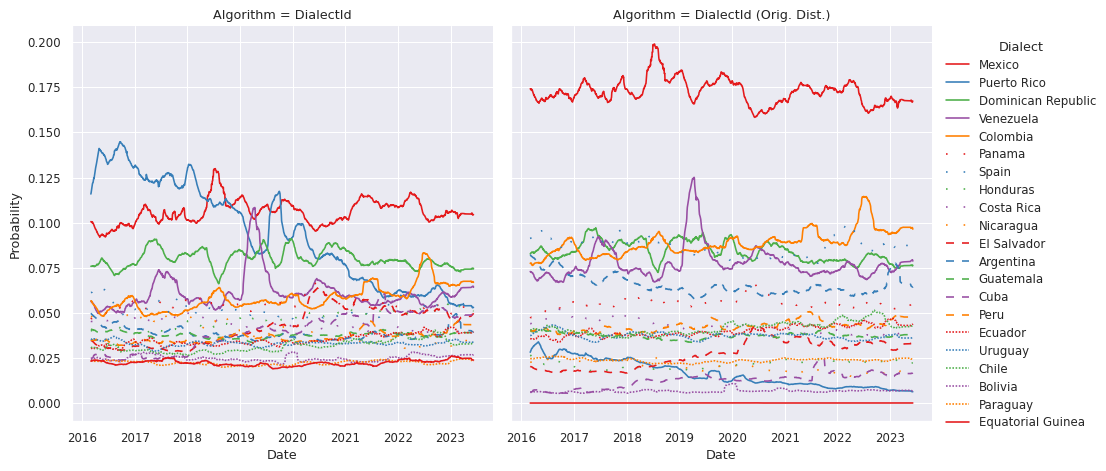 Algorithm = DialectId
Algorithm = DialectId (Orig. Dist.)
Probability
0.200
0.175
0.150
0.125
0.100
0.075
0.050
0.025
0.000
2016 2017 2018 2019 2020 2021 2022 2023
Date
2016 2017 2018 2019 2020 2021 2022 2023
Date
Dialect
Mexico
Puerto Rico
Dominican Republic
Venezuela
Colombia
Panama
Spain
Honduras
Costa Rica
Nicaragua
El Salvador
Argentina
Guatemala
Cuba
Peru
Ecuador
Uruguay
Chile
Bolivia
Paraguay
Equatorial Guinea